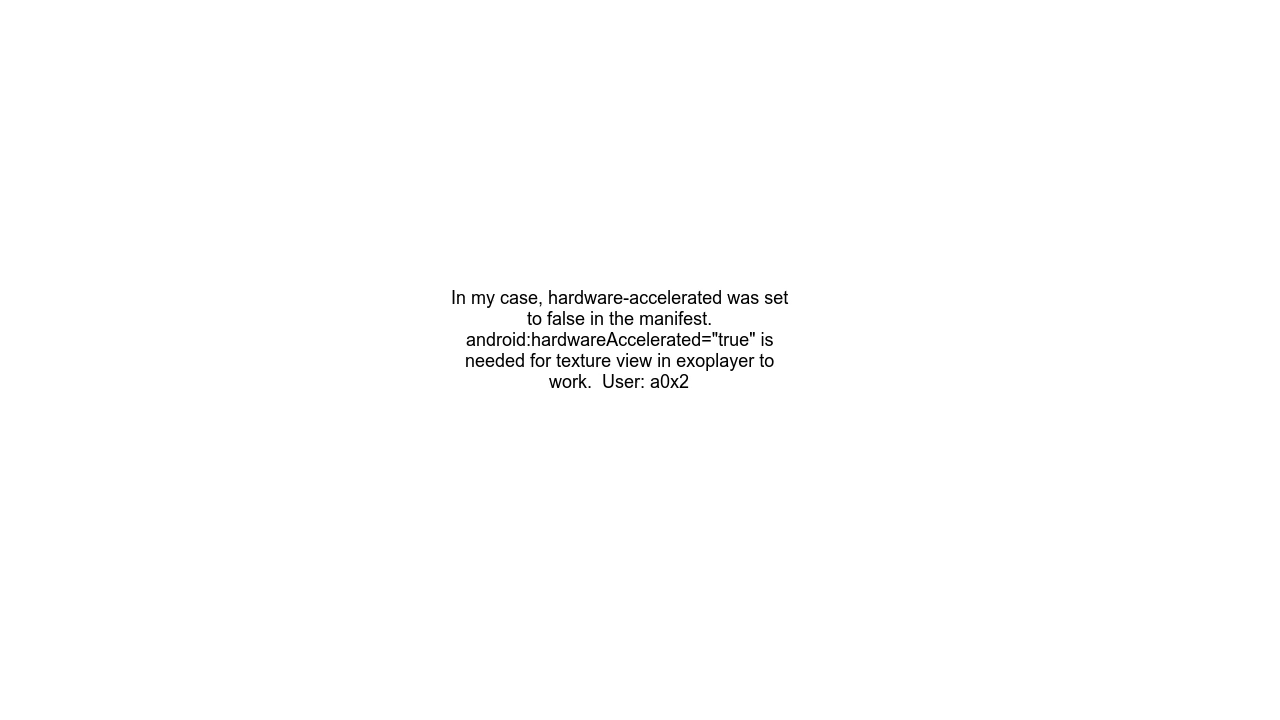 In my case, hardware-accelerated was set
to false in the manifest.
android:hardwareAccelerated="true" is
needed for texture view in exoplayer to
work.  User: a0x2